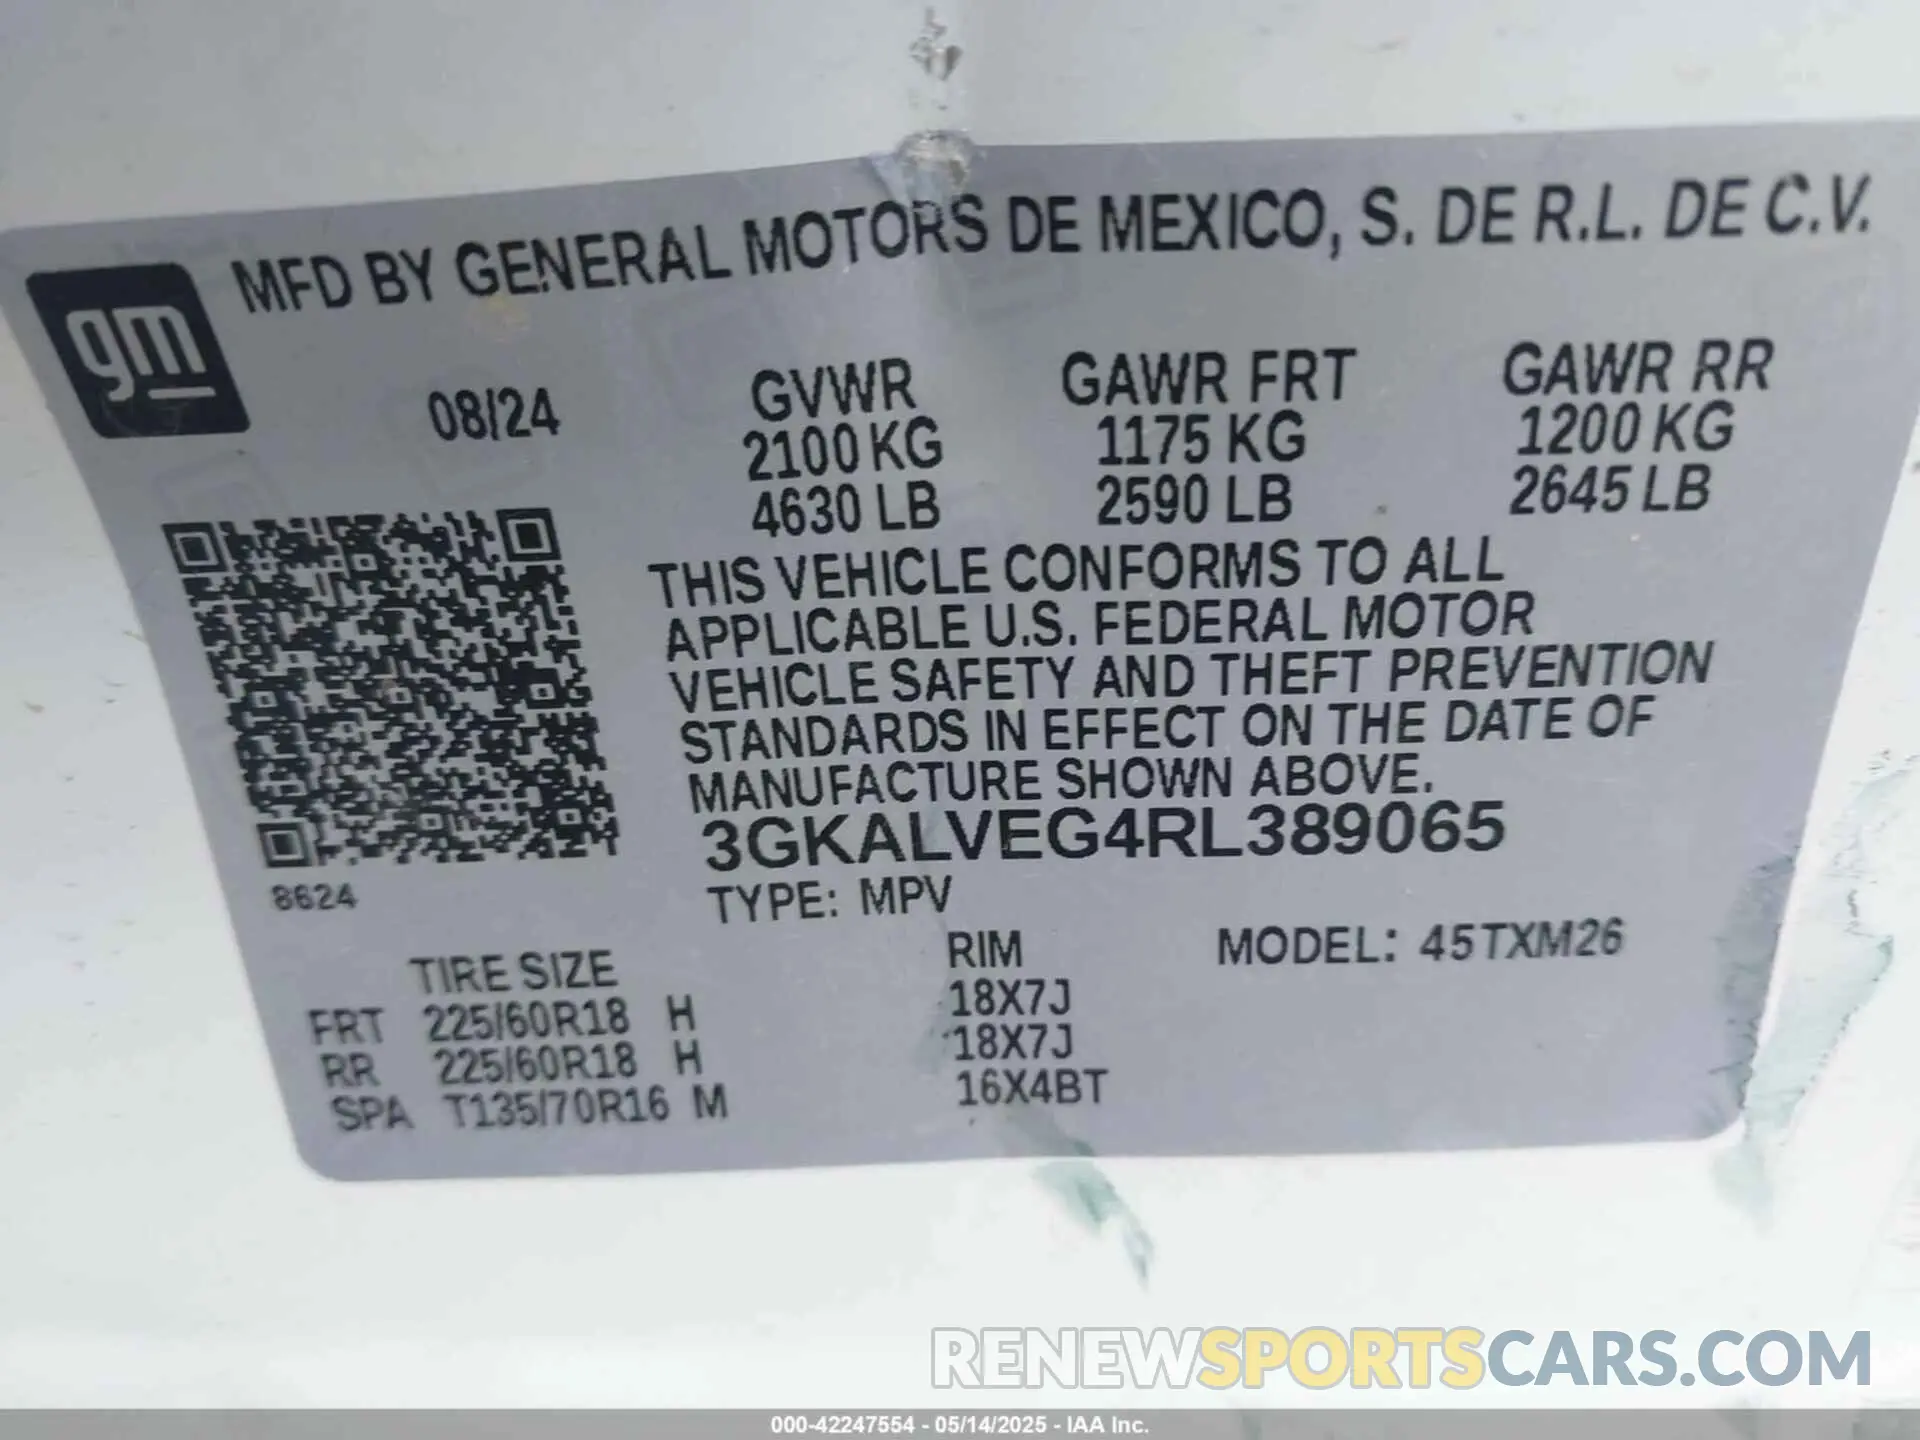 MFD BY GENERAL MOTORS DE MEXICO, S. DE R.L. DE C.V.
gm
08/24
GVWR GAWR FRT GAWR RR
2100 KG 1175 KG 1200 KG
4630 LB 2590 LB 2645 LB
THIS VEHICLE CONFORMS TO ALL
APPLICABLE U.S. FEDERAL MOTOR
VEHICLE SAFETY AND THEFT PREVENTION
STANDARDS IN EFFECT ON THE DATE OF
MANUFACTURE SHOWN ABOVE.
3GKALVEG4RL389065
8624
TYPE: MPV
TIRE SIZE RIM MODEL: 45TXM26
FRT 225/60R18 H 18X7J
RR 225/60R18 H 18X7J
SPA T135/70R16 M 16X4BT
RENEWSPORTSCARS.COM
000-42247554 - 05/14/2025 - IAA Inc.